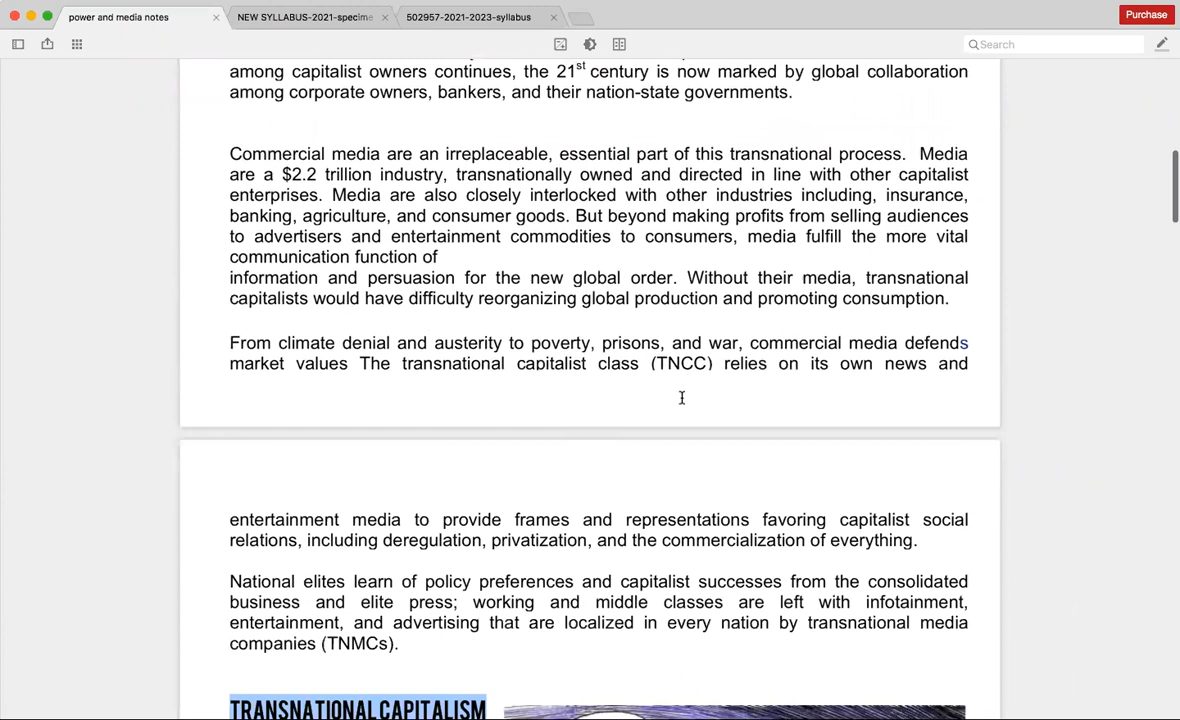 power and media notes
NEW SYLLABUS-2021-specime
502957-2021-2023-syllabus
Purchase
Search
among capitalist owners continues, the 21st century is now marked by global collaboration
among corporate owners, bankers, and their nation-state governments.
Commercial media are an irreplaceable, essential part of this transnational process. Media
are a $2.2 trillion industry, transnationally owned and directed in line with other capitalist
enterprises. Media are also closely interlocked with other industries including, insurance,
banking, agriculture, and consumer goods. But beyond making profits from selling audiences
to advertisers and entertainment commodities to consumers, media fulfill the more vital
communication function of
information and persuasion for the new global order. Without their media, transnational
capitalists would have difficulty reorganizing global production and promoting consumption.
From climate denial and austerity to poverty, prisons, and war, commercial media defends
market values The transnational capitalist class (TNCC) relies on its own news and
entertainment media to provide frames and representations favoring capitalist social
relations, including deregulation, privatization, and the commercialization of everything.
National elites learn of policy preferences and capitalist successes from the consolidated
business and elite press; working and middle classes are left with infotainment,
entertainment, and advertising that are localized in every nation by transnational media
companies (TNMCs).
TRANSNATIONAL CAPITALISM